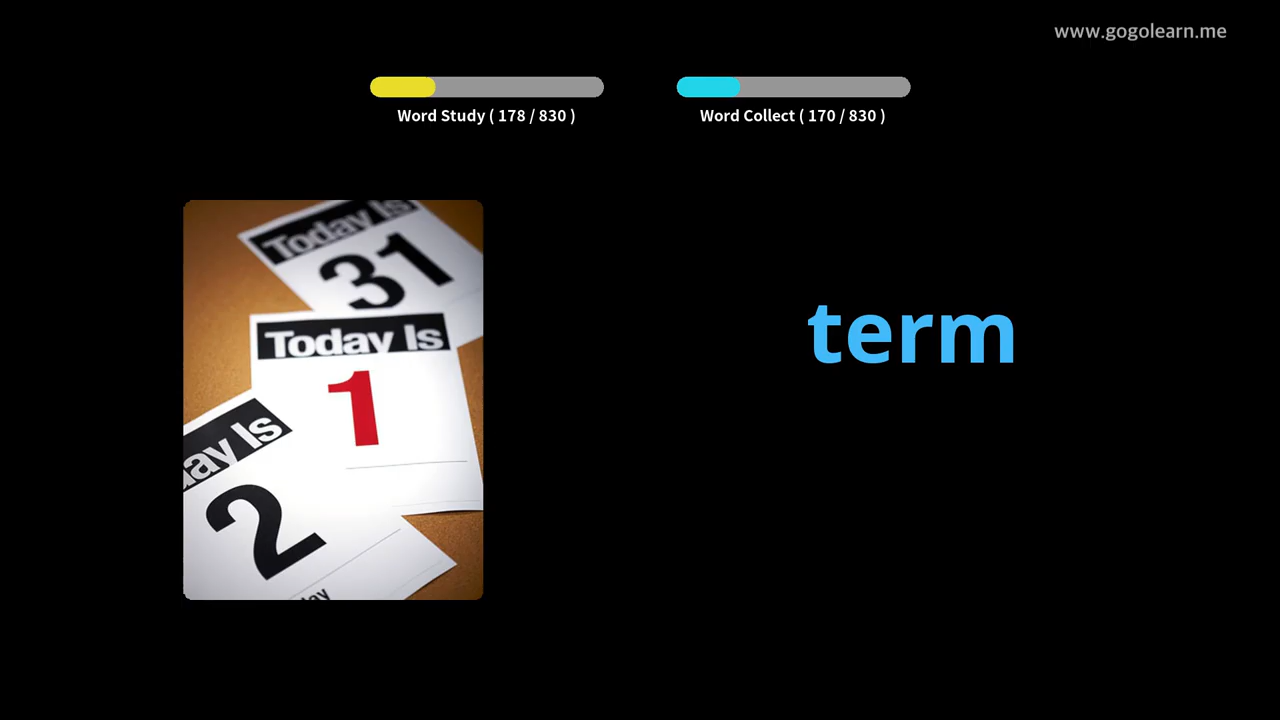 www.gogolearn.me
Word Study ( 178 / 830 )
Word Collect ( 170 / 830 )
Today Is
31
Today Is
1
ay Is
2
ay
term